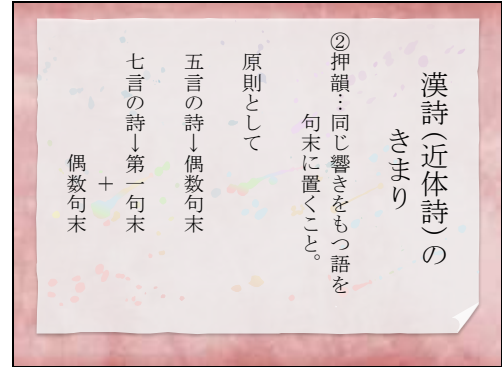 漢詩(近体詩)の
きまり
②押韻…同じ響きをもつ語を
句末に置くこと。
原則として
五言の詩→偶数句末
七言の詩→第一句末
+
偶数句末